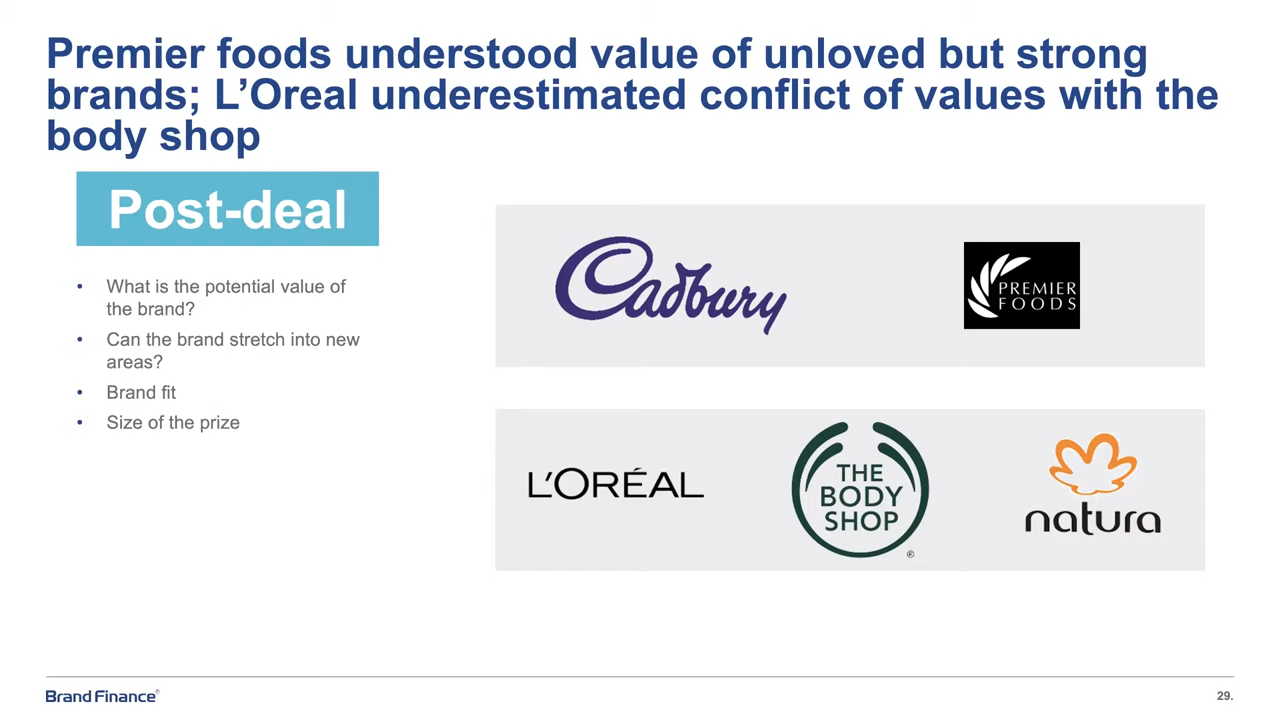 Premier foods understood value of unloved but strong
brands; L’Oreal underestimated conflict of values with the
body shop
Post-deal
• What is the potential value of
the brand?
• Can the brand stretch into new
areas?
• Brand fit
• Size of the prize
Cadbury
PREMIER
FOODS
L'ORÉAL
THE
BODY
SHOP
®
natura
Brand Finance®
29.